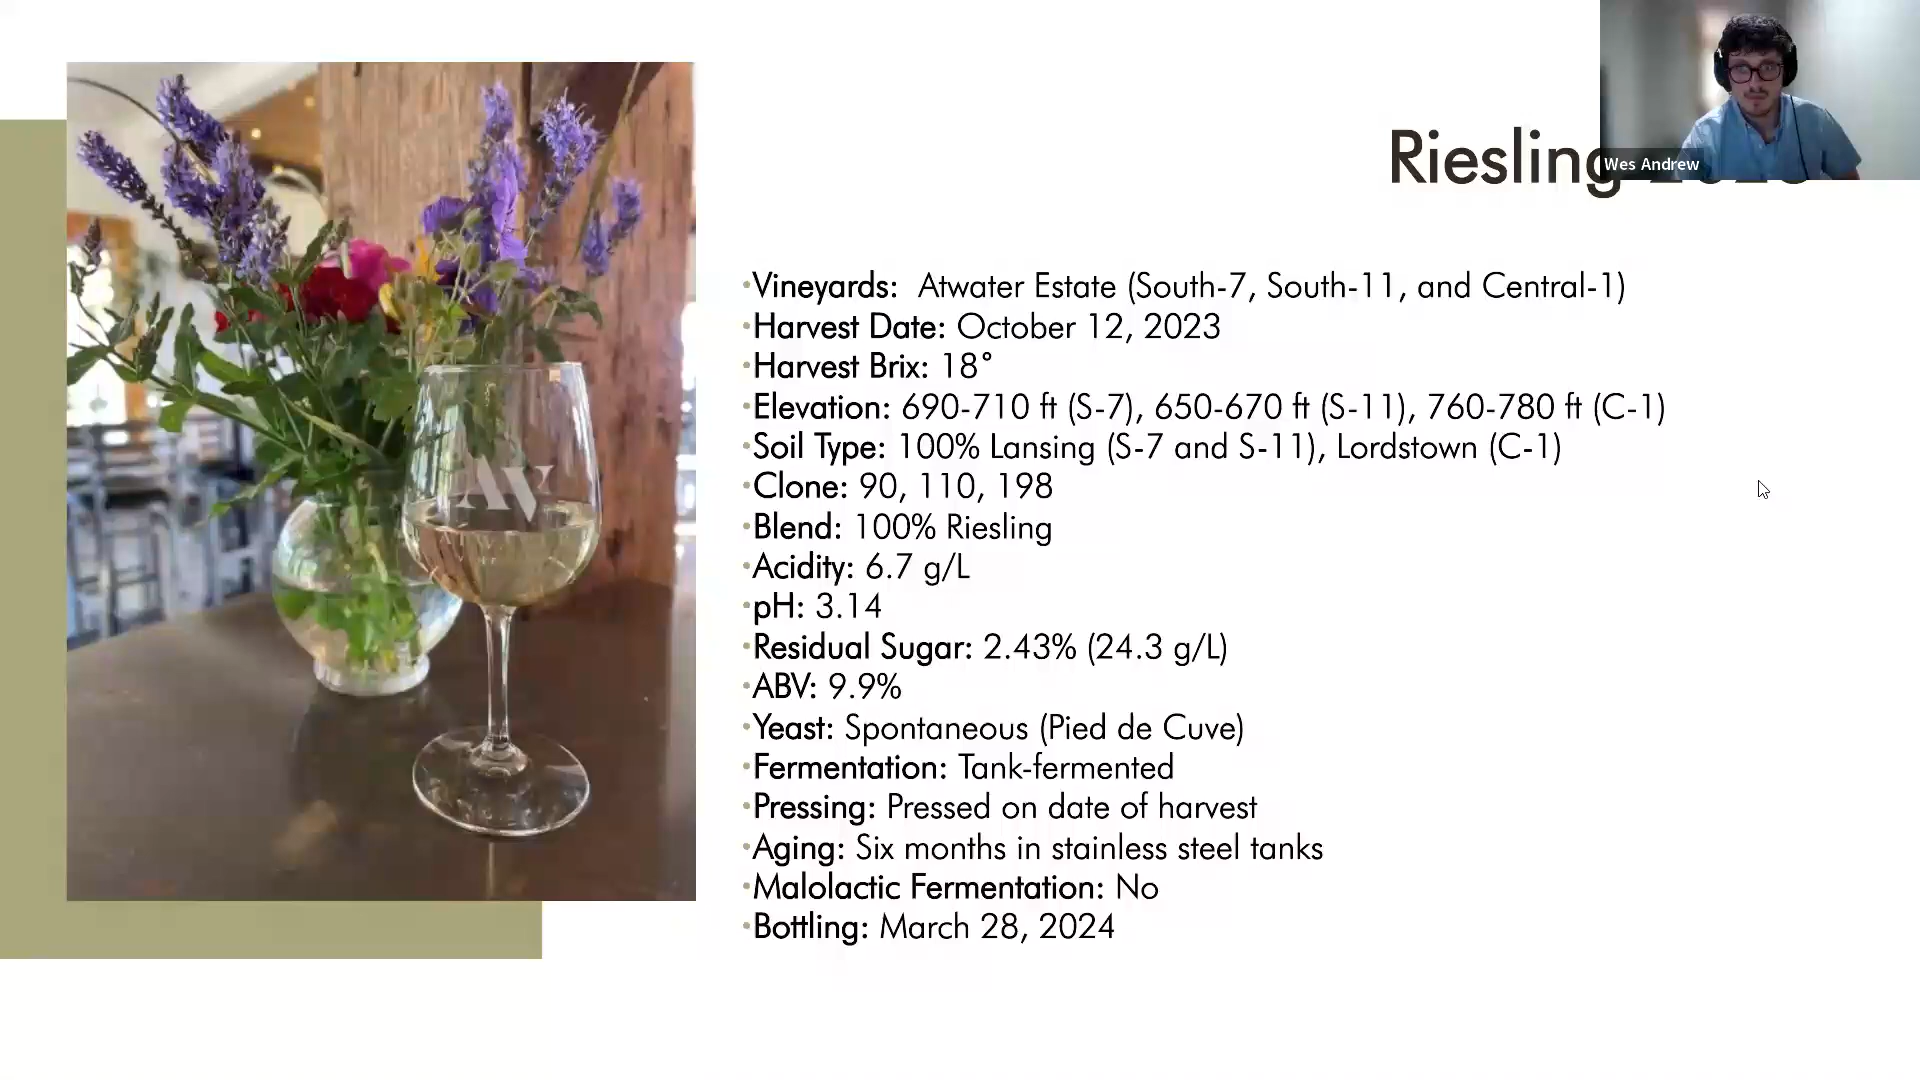 Riesling
Wes Andrew
•Vineyards: Atwater Estate (South-7, South-11, and Central-1)
•Harvest Date: October 12, 2023
•Harvest Brix: 18°
•Elevation: 690-710 ft (S-7), 650-670 ft (S-11), 760-780 ft (C-1)
•Soil Type: 100% Lansing (S-7 and S-11), Lordstown (C-1)
•Clone: 90, 110, 198
•Blend: 100% Riesling
•Acidity: 6.7 g/L
•pH: 3.14
•Residual Sugar: 2.43% (24.3 g/L)
•ABV: 9.9%
•Yeast: Spontaneous (Pied de Cuve)
•Fermentation: Tank-fermented
•Pressing: Pressed on date of harvest
•Aging: Six months in stainless steel tanks
•Malolactic Fermentation: No
•Bottling: March 28, 2024
AV